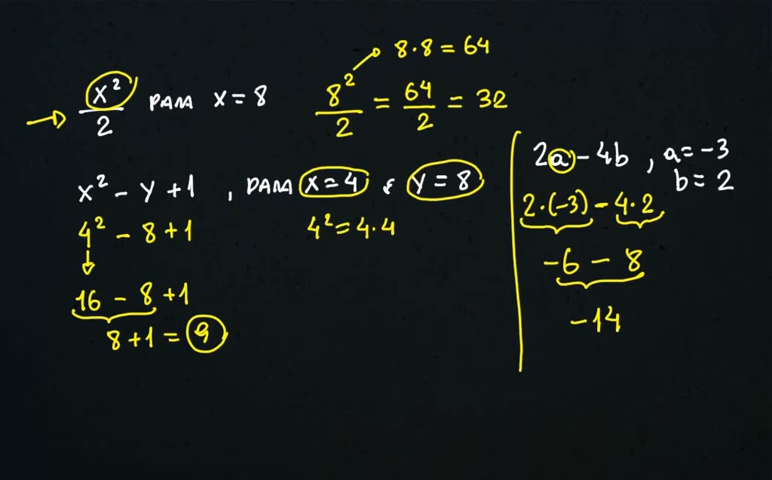 x²/2 PARA x = 8
8² → 8·8 = 64
8²/2 = 64/2 = 32
x² - y + 1 , PARA x = 4 e y = 8
4² - 8 + 1
4² = 4·4
16 - 8 + 1
8 + 1 = 9
2a - 4b , a = -3
b = 2
2·(-3) - 4·2
-6 - 8
-14